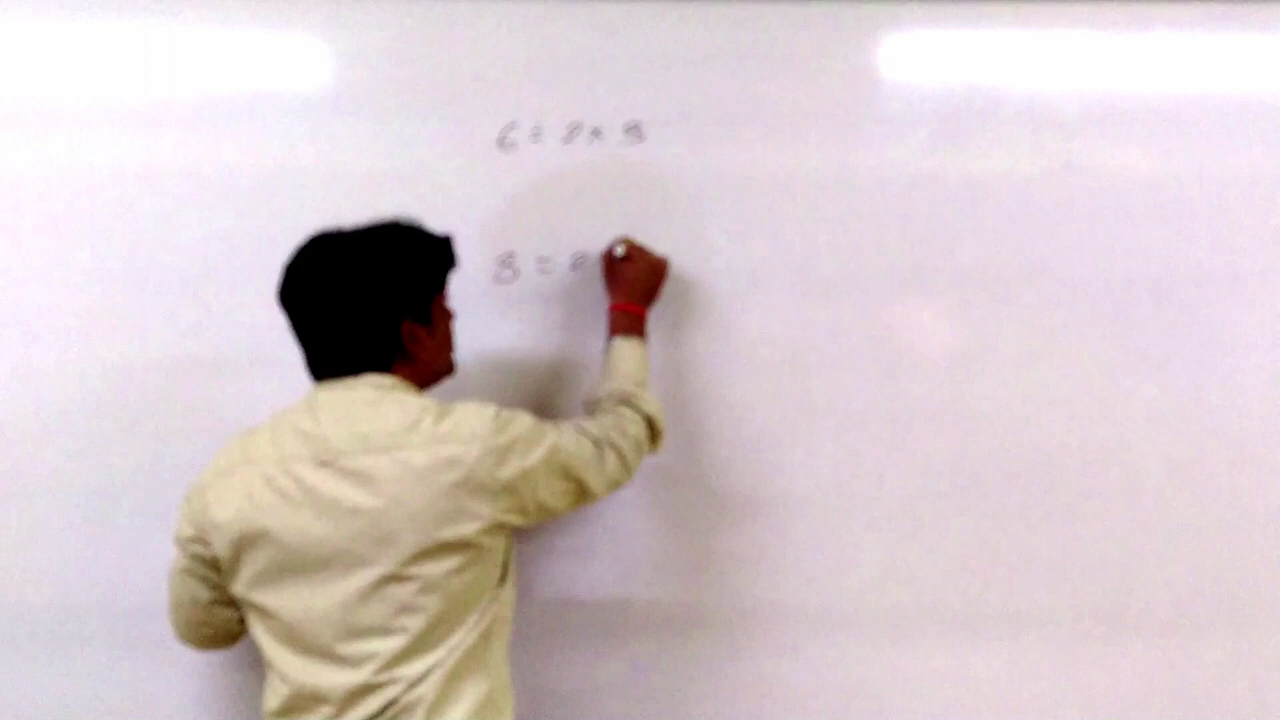 6 = 2 × 3
8 = 2